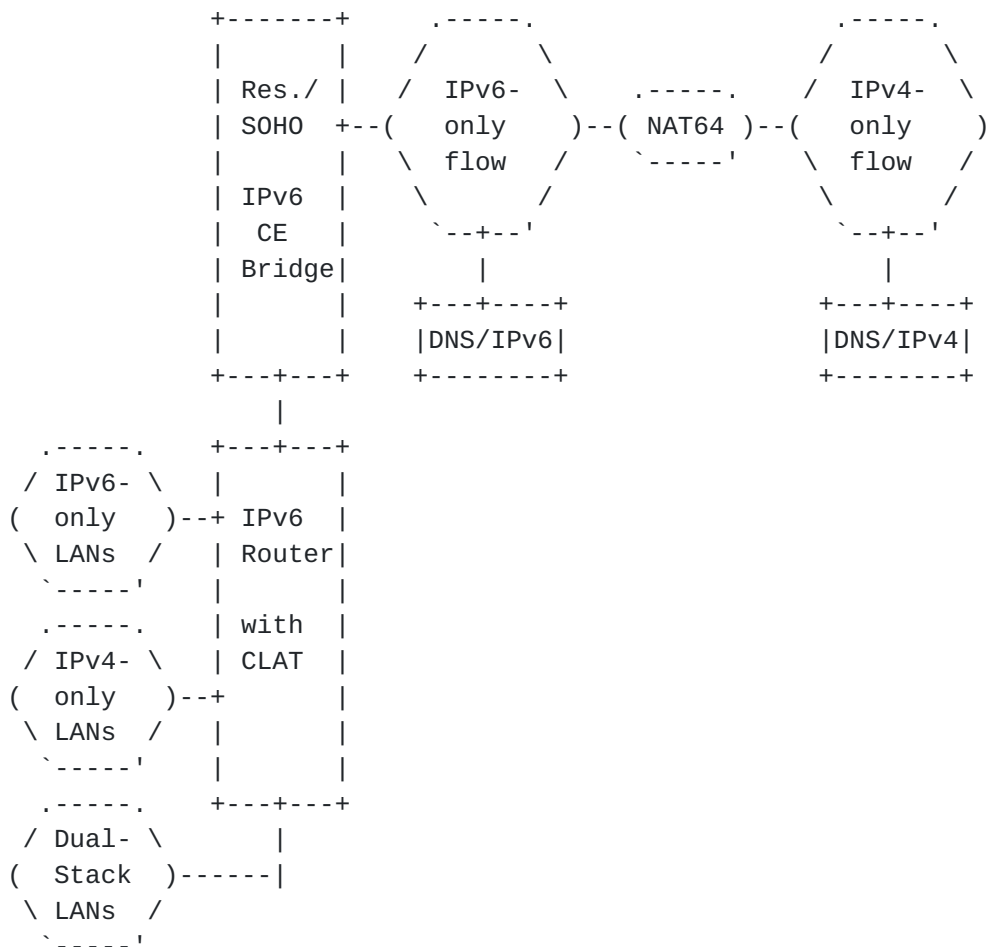 Res./
SOHO
IPv6
CE
Bridge
IPv6-
only
flow
NAT64
IPv4-
only
flow
DNS/IPv6
DNS/IPv4
IPv6-
only
LANs
IPv6
Router
with
CLAT
IPv4-
only
LANs
Dual-
Stack
LANs